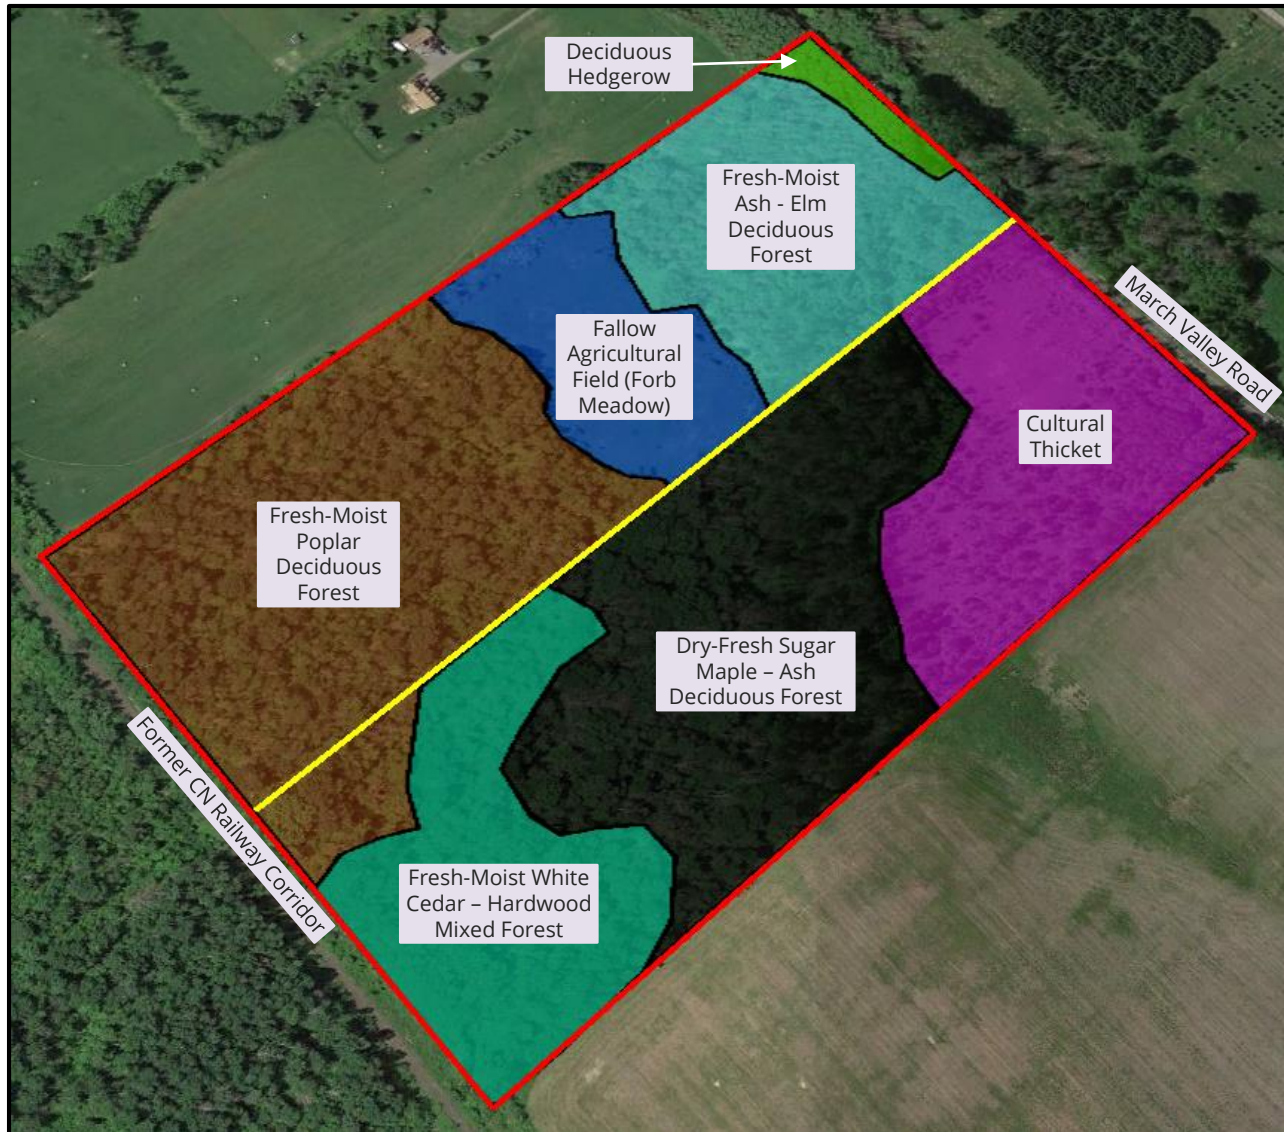 Deciduous
Hedgerow
Fresh-Moist
Ash - Elm
Deciduous
Forest
March Valley Road
Fallow
Agricultural
Field (Forb
Meadow)
Cultural
Thicket
Fresh-Moist
Poplar
Deciduous
Forest
Dry-Fresh Sugar
Maple – Ash
Deciduous Forest
Former CN Railway Corridor
Fresh-Moist White
Cedar – Hardwood
Mixed Forest